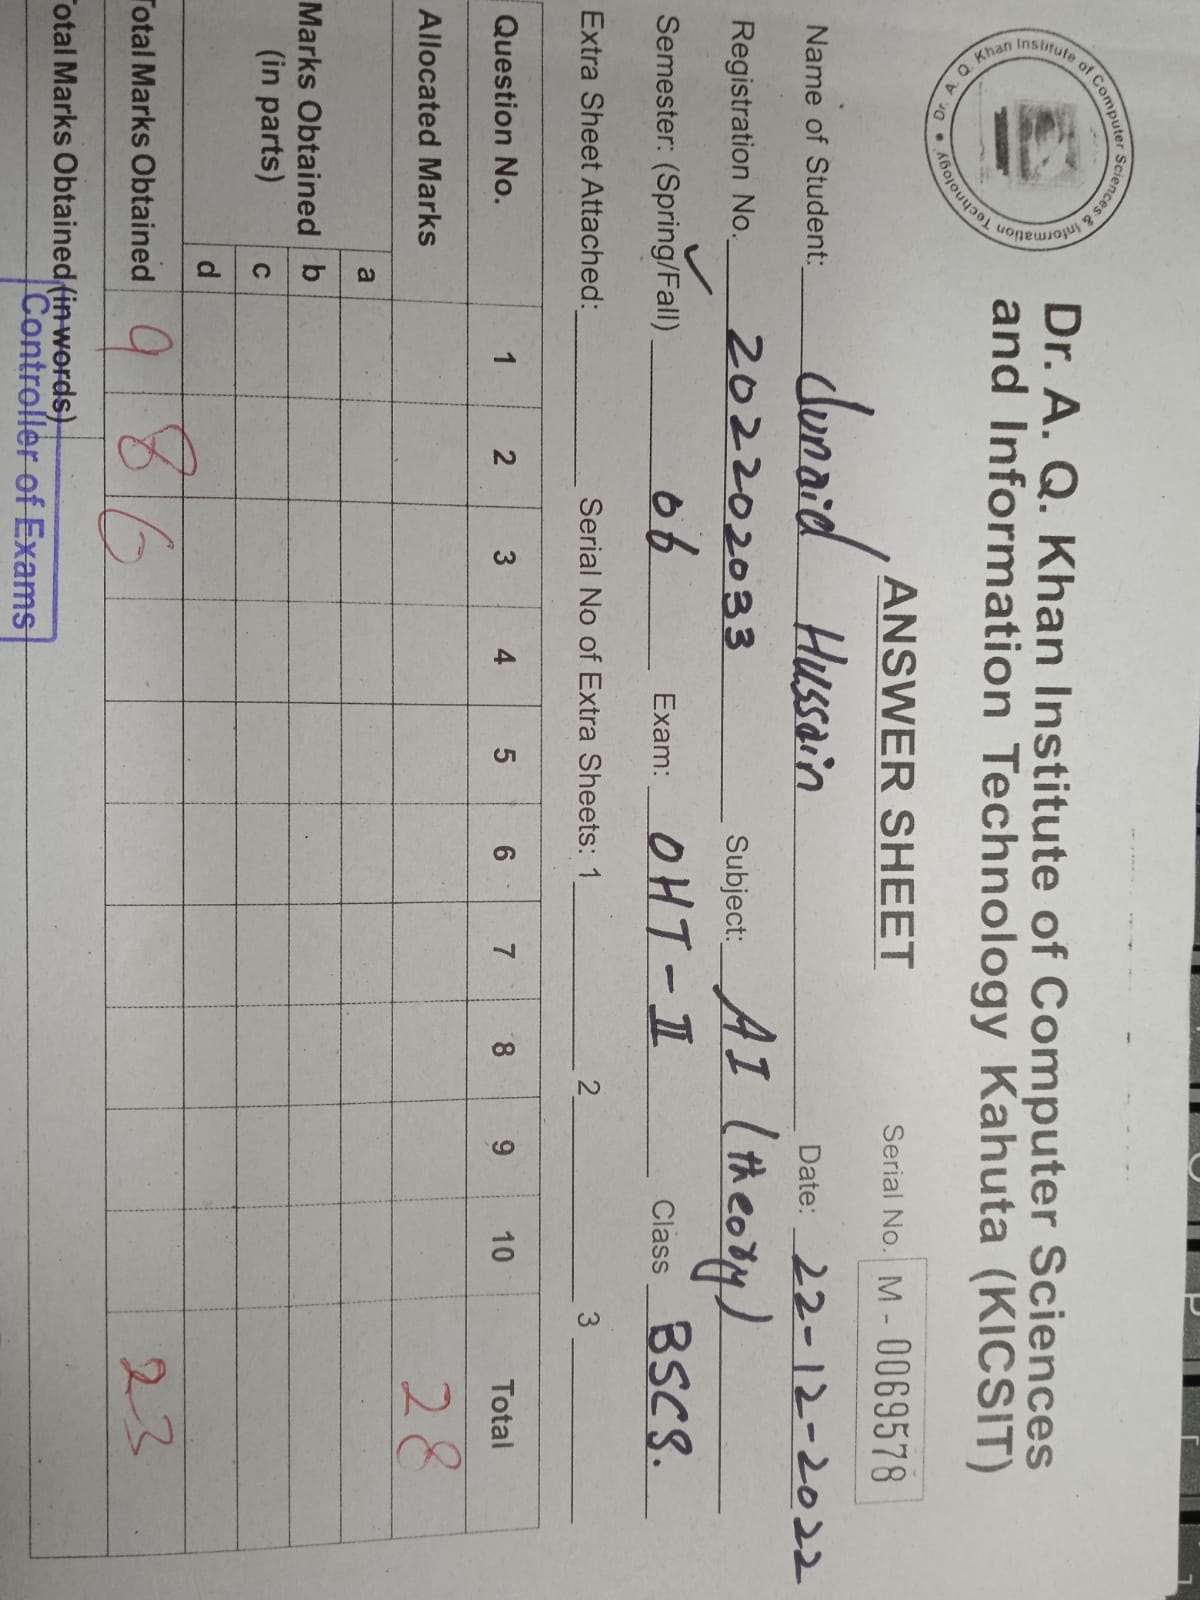 Dr. A. Q. Khan Institute of Computer Sciences & Information Technology
Dr. A. Q. Khan Institute of Computer Sciences
and Information Technology Kahuta (KICSIT)
ANSWER SHEET
Serial No. M - 0069578
Name of Student: Junaid Hussain Date: 22-12-2022
Registration No. 202202033 Subject: AI (theory)
Semester: (Spring/Fall) 06 Exam: OHT-II Class BSCS.
Extra Sheet Attached: Serial No of Extra Sheets: 1 2 3
Question No. 1 2 3 4 5 6 7 8 9 10 Total
Allocated Marks 28
a
Marks Obtained b
(in parts) c
d
Total Marks Obtained 9 8 6 23
Total Marks Obtained (in words)
Controller of Exams